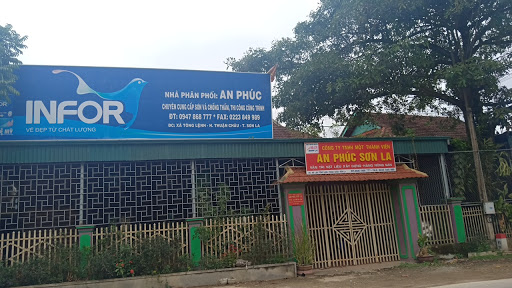 INFOR
VẺ ĐẸP TỪ CHẤT LƯỢNG
NHÀ PHÂN PHỐI: AN PHÚC
CHUYÊN CUNG CẤP SƠN VÀ CHỐNG THẤM, THI CÔNG CÔNG TRÌNH
ĐT: 0947 868 777 * FAX: 0223 849 989
ĐC: XÃ TÔNG LỆNH - H. THUẬN CHÂU - T. SƠN LA
CÔNG TY TNHH MỘT THÀNH VIÊN
AN PHÚC SƠN LA